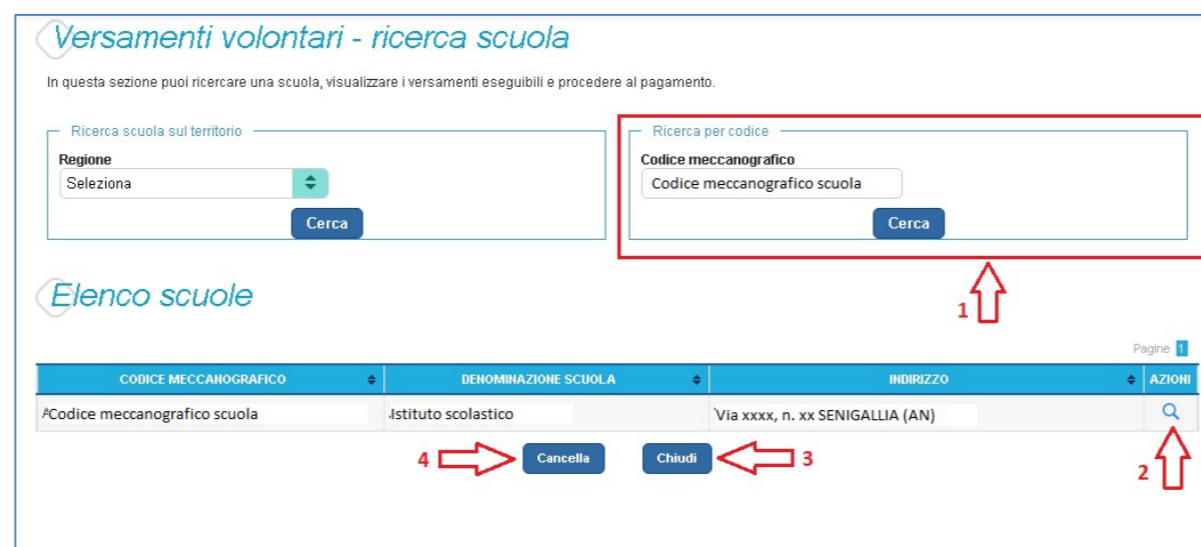 Versamenti volontari - ricerca scuola
In questa sezione puoi ricercare una scuola, visualizzare i versamenti eseguibili e procedere al pagamento.
Ricerca scuola sul territorio
Regione
Seleziona
Cerca
Ricerca per codice
Codice meccanografico
Codice meccanografico scuola
Cerca
1
Elenco scuole
Pagine 1
CODICE MECCANOGRAFICO DENOMINAZIONE SCUOLA INDIRIZZO AZIONI
Codice meccanografico scuola Istituto scolastico Via xxxx, n. xx SENIGALLIA (AN)
4 Cancella Chiudi 3
2